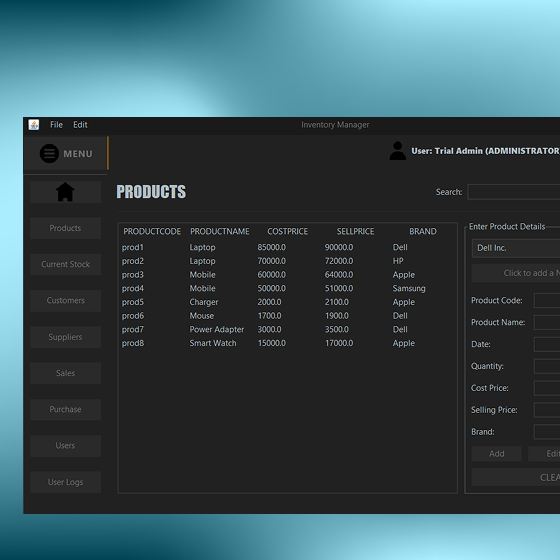 File Edit
Inventory Manager
MENU
User: Trial Admin (ADMINISTRATOR
PRODUCTS
Search:
Products
Current Stock
Customers
Suppliers
Sales
Purchase
Users
User Logs
PRODUCTCODE PRODUCTNAME COSTPRICE SELLPRICE BRAND
prod1 Laptop 85000.0 90000.0 Dell
prod2 Laptop 70000.0 72000.0 HP
prod3 Mobile 60000.0 64000.0 Apple
prod4 Mobile 50000.0 51000.0 Samsung
prod5 Charger 2000.0 2100.0 Apple
prod6 Mouse 1700.0 1900.0 Dell
prod7 Power Adapter 3000.0 3500.0 Dell
prod8 Smart Watch 15000.0 17000.0 Apple
Enter Product Details
Dell Inc.
Click to add a
Product Code:
Product Name:
Date:
Quantity:
Cost Price:
Selling Price:
Brand:
Add Edit